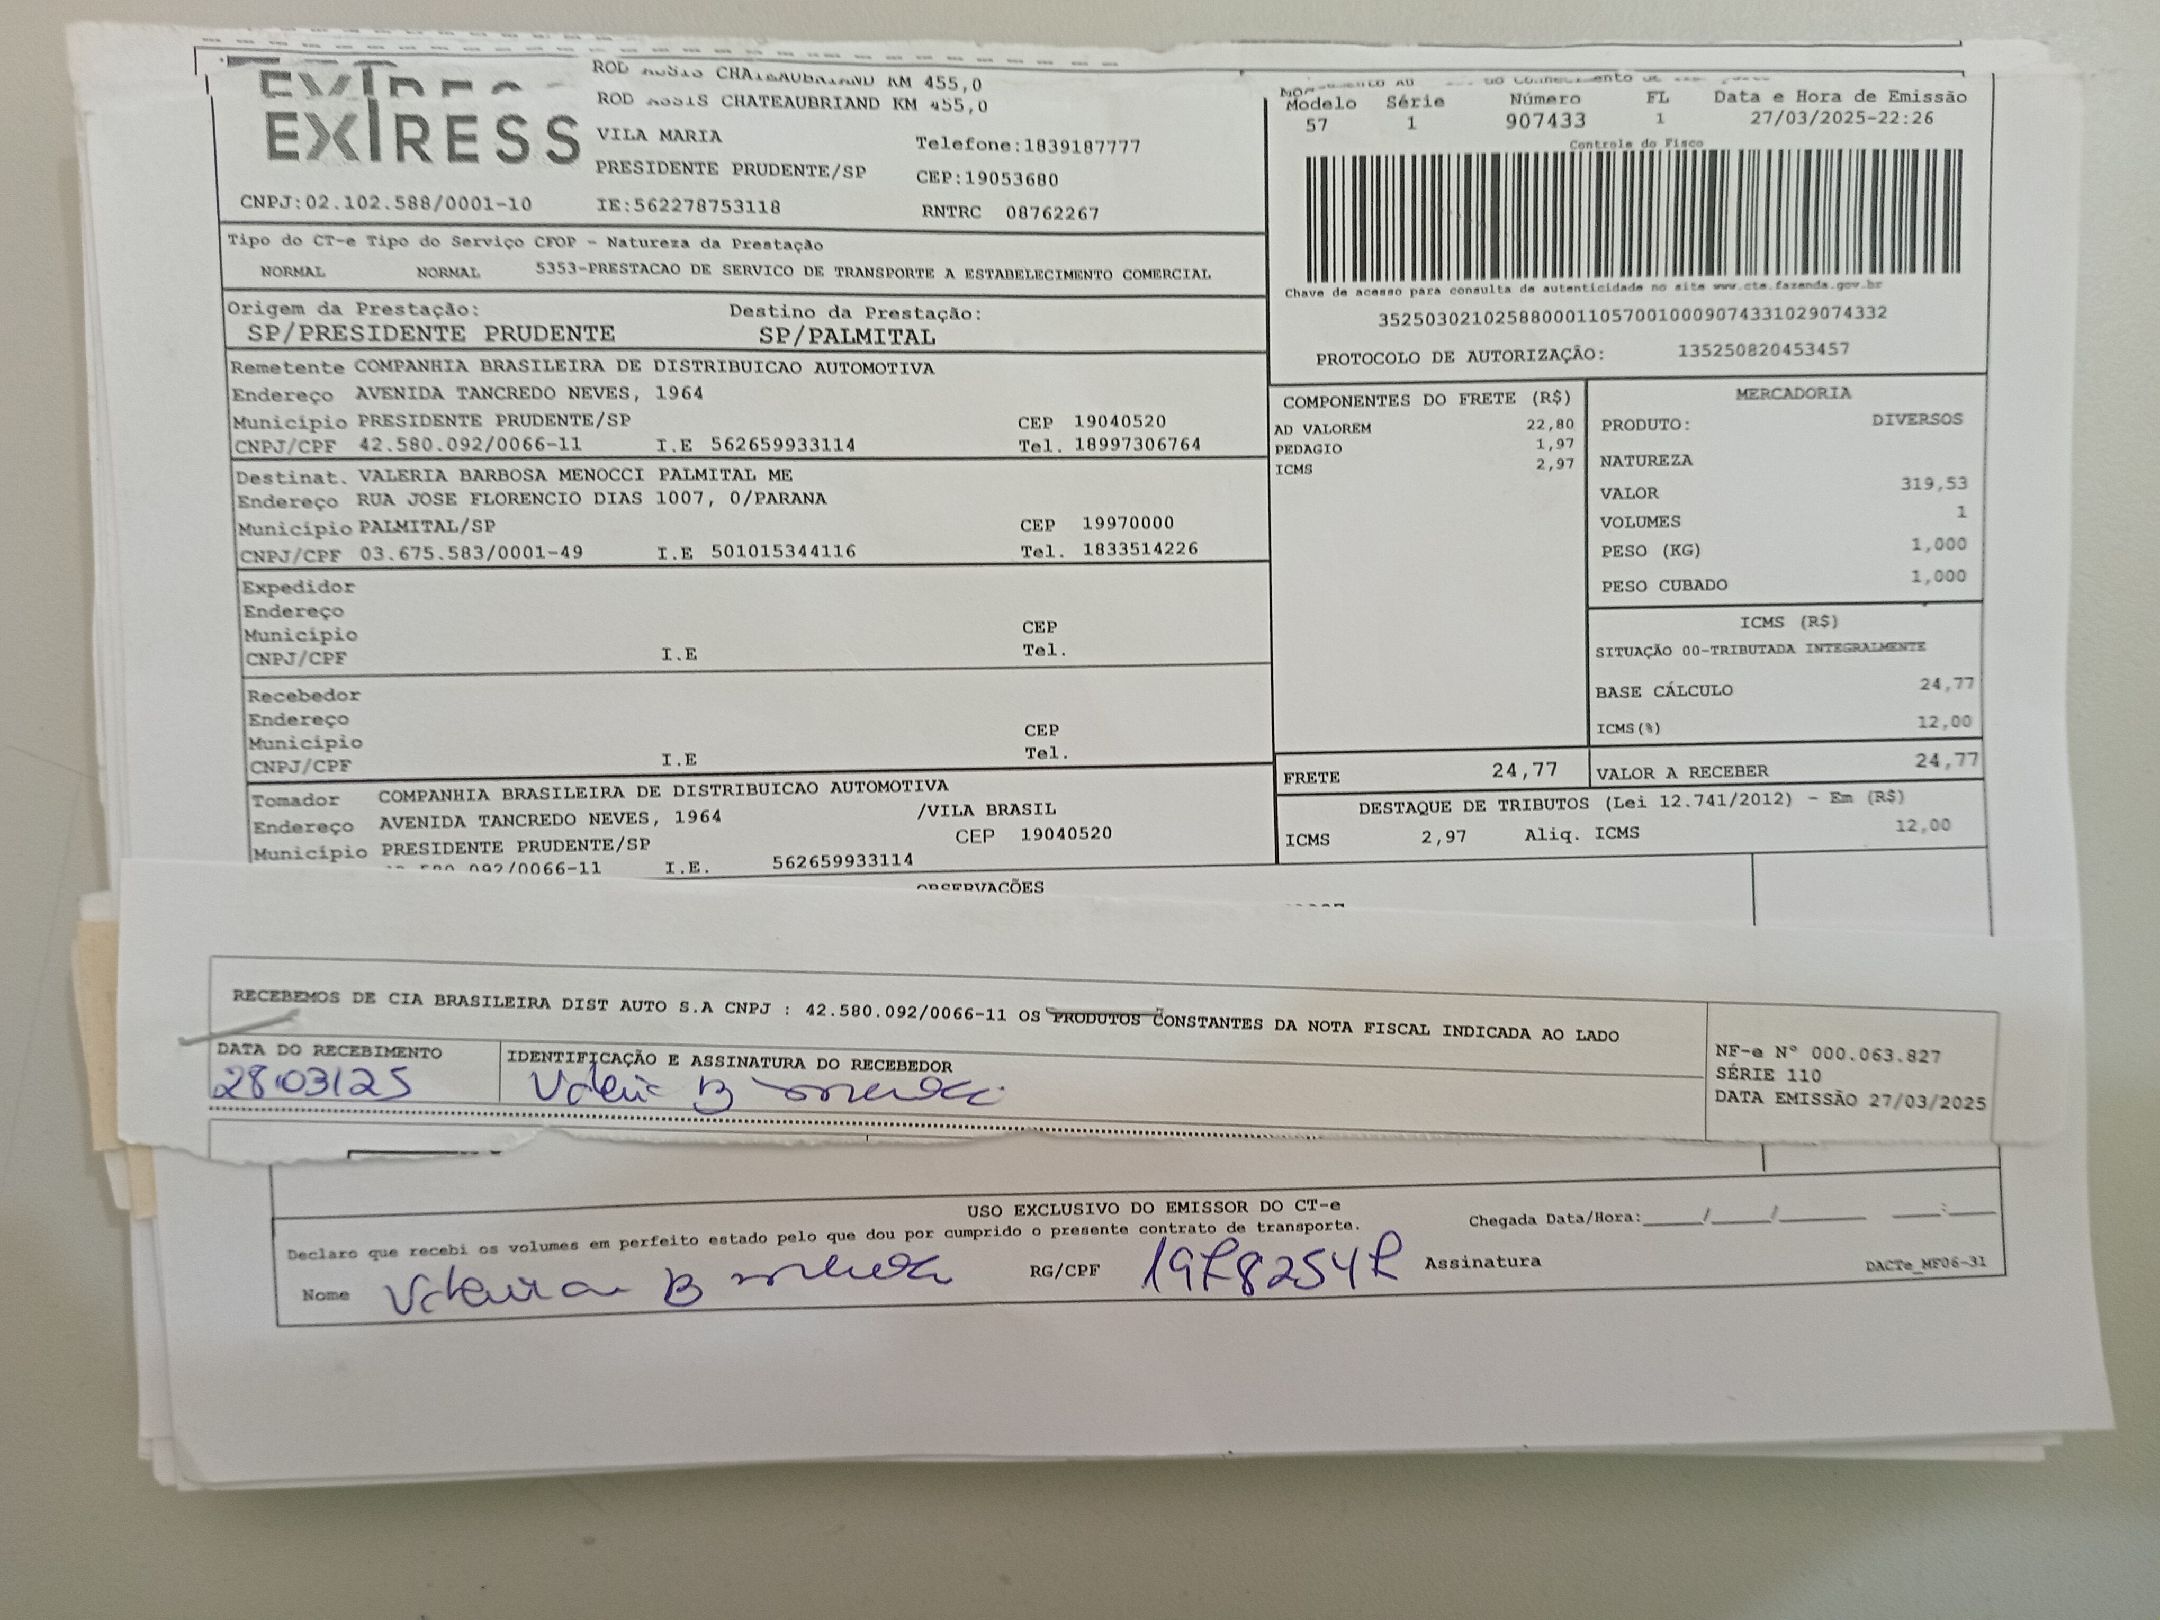 EXTRESS
ROD ASSIS CHATEAUBRIAND KM 455,0
ROD ASSIS CHATEAUBRIAND KM 455,0
VILA MARIA
Telefone:1839187777
PRESIDENTE PRUDENTE/SP
CEP:19053680
CNPJ:02.102.588/0001-10
IE:562278753118
RNTRC 08762267
Modelo Série Número FL Data e Hora de Emissão
57 1 907433 1 27/03/2025-22:26
Controle do Fisco
Chave de acesso para consulta de autenticidade no site www.cte.fazenda.gov.br
35250302102588000110570010009074331029074332
PROTOCOLO DE AUTORIZAÇÃO: 135250820453457
Tipo do CT-e Tipo do Serviço CFOP - Natureza da Prestação
NORMAL NORMAL 5353-PRESTACAO DE SERVICO DE TRANSPORTE A ESTABELECIMENTO COMERCIAL
Origem da Prestação: Destino da Prestação:
SP/PRESIDENTE PRUDENTE SP/PALMITAL
Remetente COMPANHIA BRASILEIRA DE DISTRIBUICAO AUTOMOTIVA
Endereço AVENIDA TANCREDO NEVES, 1964
Município PRESIDENTE PRUDENTE/SP CEP 19040520
CNPJ/CPF 42.580.092/0066-11 I.E 562659933114 Tel. 18997306764
Destinat. VALERIA BARBOSA MENOCCI PALMITAL ME
Endereço RUA JOSE FLORENCIO DIAS 1007, 0/PARANA
Município PALMITAL/SP CEP 19970000
CNPJ/CPF 03.675.583/0001-49 I.E 501015344116 Tel. 1833514226
Expedidor
Endereço
Município CEP
CNPJ/CPF I.E Tel.
Recebedor
Endereço
Município CEP
CNPJ/CPF I.E Tel.
Tomador COMPANHIA BRASILEIRA DE DISTRIBUICAO AUTOMOTIVA
Endereço AVENIDA TANCREDO NEVES, 1964 /VILA BRASIL
Município PRESIDENTE PRUDENTE/SP CEP 19040520
092/0066-11 I.E. 562659933114
OBSERVAÇÕES
COMPONENTES DO FRETE (R$)
AD VALOREM 22,80
PEDAGIO 1,97
ICMS 2,97
MERCADORIA
PRODUTO: DIVERSOS
NATUREZA
VALOR 319,53
VOLUMES 1
PESO (KG) 1,000
PESO CUBADO 1,000
ICMS (R$)
SITUAÇÃO 00-TRIBUTADA INTEGRALMENTE
BASE CÁLCULO 24,77
ICMS(%) 12,00
FRETE 24,77 VALOR A RECEBER 24,77
DESTAQUE DE TRIBUTOS (Lei 12.741/2012) - Em (R$)
ICMS 2,97 Aliq. ICMS 12,00
RECEBEMOS DE CIA BRASILEIRA DIST AUTO S.A CNPJ : 42.580.092/0066-11 OS PRODUTOS CONSTANTES DA NOTA FISCAL INDICADA AO LADO
DATA DO RECEBIMENTO IDENTIFICAÇÃO E ASSINATURA DO RECEBEDOR
28 03 25 Valeria B Menocci
NF-e N° 000.063.827
SÉRIE 110
DATA EMISSÃO 27/03/2025
USO EXCLUSIVO DO EMISSOR DO CT-e
Declaro que recebi os volumes em perfeito estado pelo que dou por cumprido o presente contrato de transporte.
Chegada Data/Hora:____/____/______ ___:___
Nome Valeria B Menocci RG/CPF Assinatura
DACTe_MF06-31